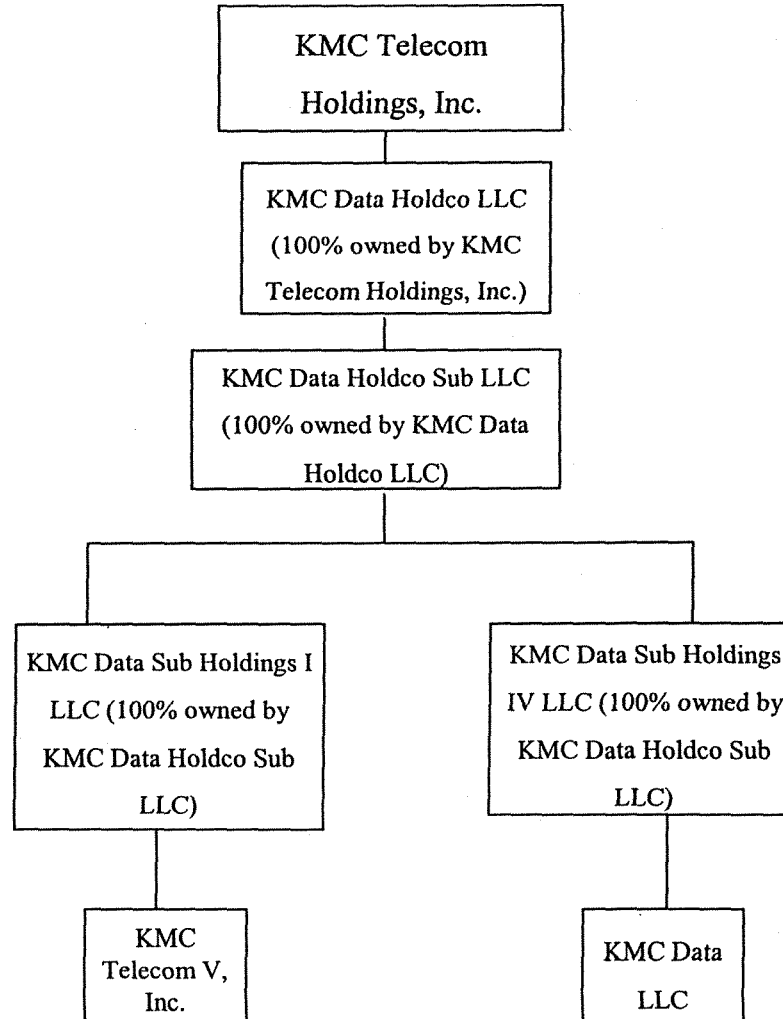 KMC Telecom
Holdings, Inc.
KMC Data Holdco LLC
(100% owned by KMC
Telecom Holdings, Inc.)
KMC Data Holdco Sub LLC
(100% owned by KMC Data
Holdco LLC)
KMC Data Sub Holdings I
LLC (100% owned by
KMC Data Holdco Sub
LLC)
KMC Data Sub Holdings
IV LLC (100% owned by
KMC Data Holdco Sub
LLC)
KMC
Telecom V,
Inc.
KMC Data
LLC